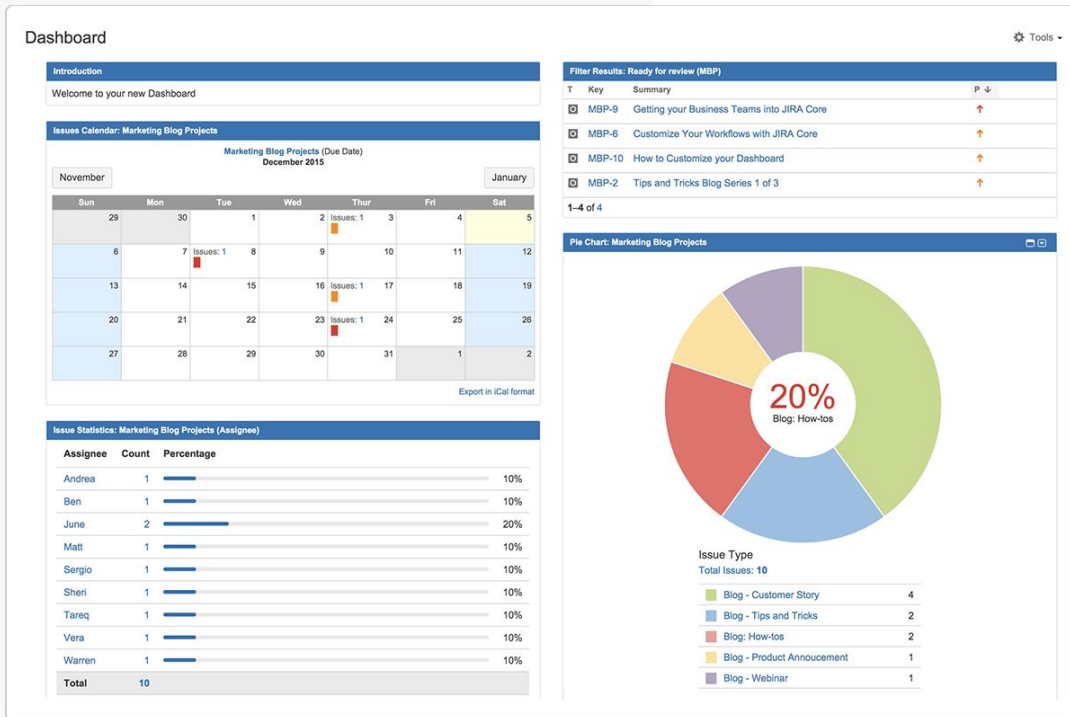 Dashboard
Tools
Introduction
Welcome to your new Dashboard
Issues Calendar: Marketing Blog Projects
Marketing Blog Projects (Due Date)
December 2015
November January
Sun Mon Tue Wed Thur Fri Sat
29 30 1 2 Issues: 1 3 4 5
6 7 Issues: 1 8 9 10 11 12
13 14 15 16 Issues: 1 17 18 19
20 21 22 23 Issues: 1 24 25 26
27 28 29 30 31 1 2
Export in iCal format
Issue Statistics: Marketing Blog Projects (Assignee)
Assignee Count Percentage
Andrea 1 10%
Ben 1 10%
June 2 20%
Matt 1 10%
Sergio 1 10%
Sheri 1 10%
Tareq 1 10%
Vera 1 10%
Warren 1 10%
Total 10
Filter Results: Ready for review (MBP)
T Key Summary P ↓
MBP-9 Getting your Business Teams into JIRA Core
MBP-6 Customize Your Workflows with JIRA Core
MBP-10 How to Customize your Dashboard
MBP-2 Tips and Tricks Blog Series 1 of 3
1–4 of 4
Pie Chart: Marketing Blog Projects
20%
Blog: How-tos
Issue Type
Total Issues: 10
Blog - Customer Story 4
Blog - Tips and Tricks 2
Blog: How-tos 2
Blog - Product Annoucement 1
Blog - Webinar 1